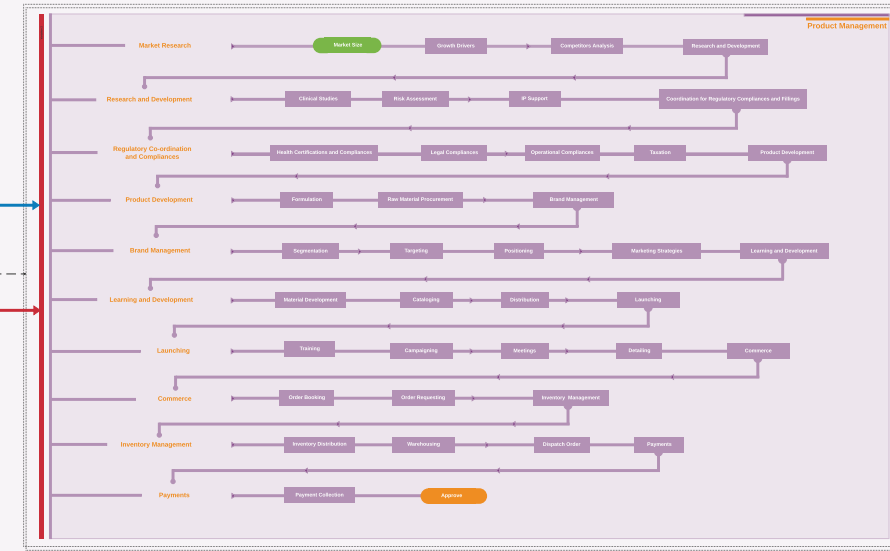 Product Management
Market Research
Market Size
Growth Drivers
Competitors Analysis
Research and Development
Research and Development
Clinical Studies
Risk Assessment
IP Support
Coordination for Regulatory Compliances and Fillings
Regulatory Co-ordination
and Compliances
Health Certifications and Compliances
Legal Compliances
Operational Compliances
Taxation
Product Development
Product Development
Formulation
Raw Material Procurement
Brand Management
Brand Management
Segmentation
Targeting
Positioning
Marketing Strategies
Learning and Development
Learning and Development
Material Development
Cataloging
Distribution
Launching
Launching
Training
Campaigning
Meetings
Detailing
Commerce
Commerce
Order Booking
Order Requesting
Inventory Management
Inventory Management
Inventory Distribution
Warehousing
Dispatch Order
Payments
Payments
Payment Collection
Approve